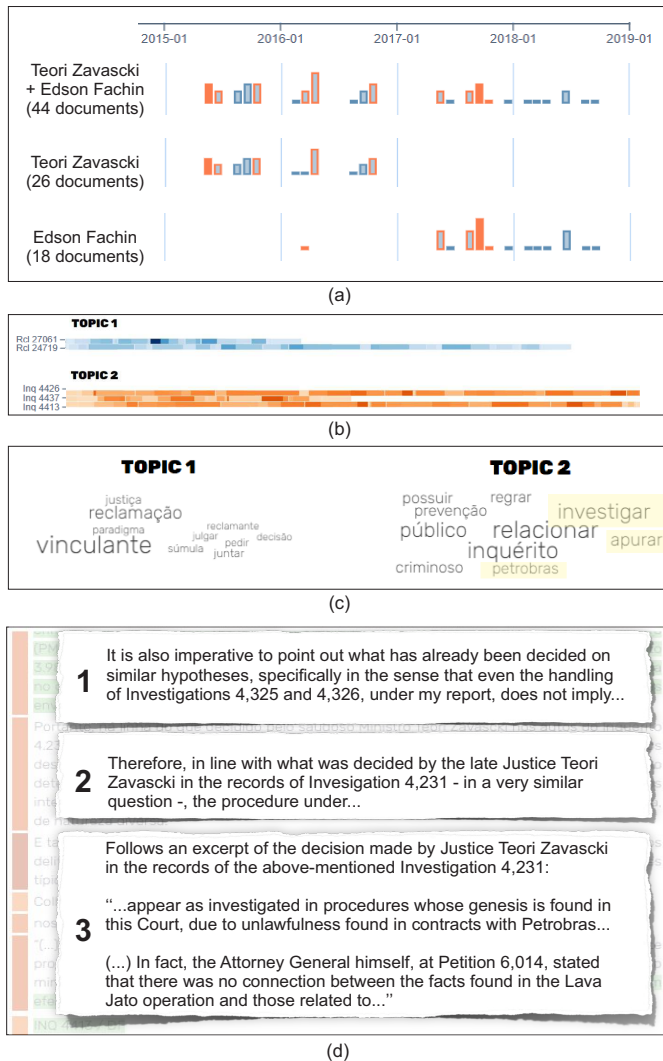 2015-01 2016-01 2017-01 2018-01 2019-01
Teori Zavascki
+ Edson Fachin
(44 documents)
Teori Zavascki
(26 documents)
Edson Fachin
(18 documents)
(a)
TOPIC 1
Rcl 27061
Rcl 24719
TOPIC 2
Inq 4426
Inq 4437
Inq 4413
(b)
TOPIC 1
justiça
reclamação
paradigma
reclamante
vinculante
julgar
decisão
súmula
pedir
juntar
TOPIC 2
possuir
regrar
prevenção
investigar
público
relacionar
apurar
inquérito
criminoso
petrobras
(c)
1
It is also imperative to point out what has already been decided on
similar hypotheses, specifically in the sense that even the handling
of Investigations 4,325 and 4,326, under my report, does not imply...
2
Therefore, in line with what was decided by the late Justice Teori
Zavascki in the records of Invesigation 4,231 - in a very similar
question -, the procedure under...
3
Follows an excerpt of the decision made by Justice Teori Zavascki
in the records of the above-mentioned Investigation 4,231:
“...appear as investigated in procedures whose genesis is found in
this Court, due to unlawfulness found in contracts with Petrobras...
(...) In fact, the Attorney General himself, at Petition 6,014, stated
that there was no connection between the facts found in the Lava
Jato operation and those related to...”
(d)